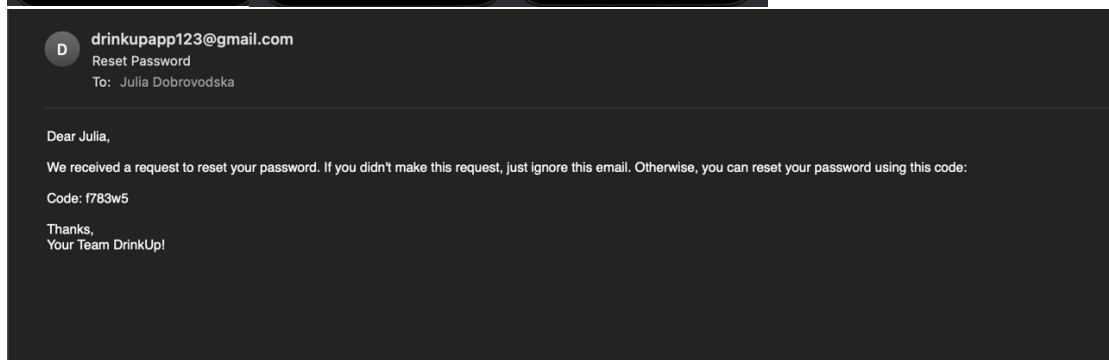 D
drinkupapp123@gmail.com
Reset Password
To: Julia Dobrovodska
Dear Julia,
We received a request to reset your password. If you didn't make this request, just ignore this email. Otherwise, you can reset your password using this code:
Code: f783w5
Thanks,
Your Team DrinkUp!